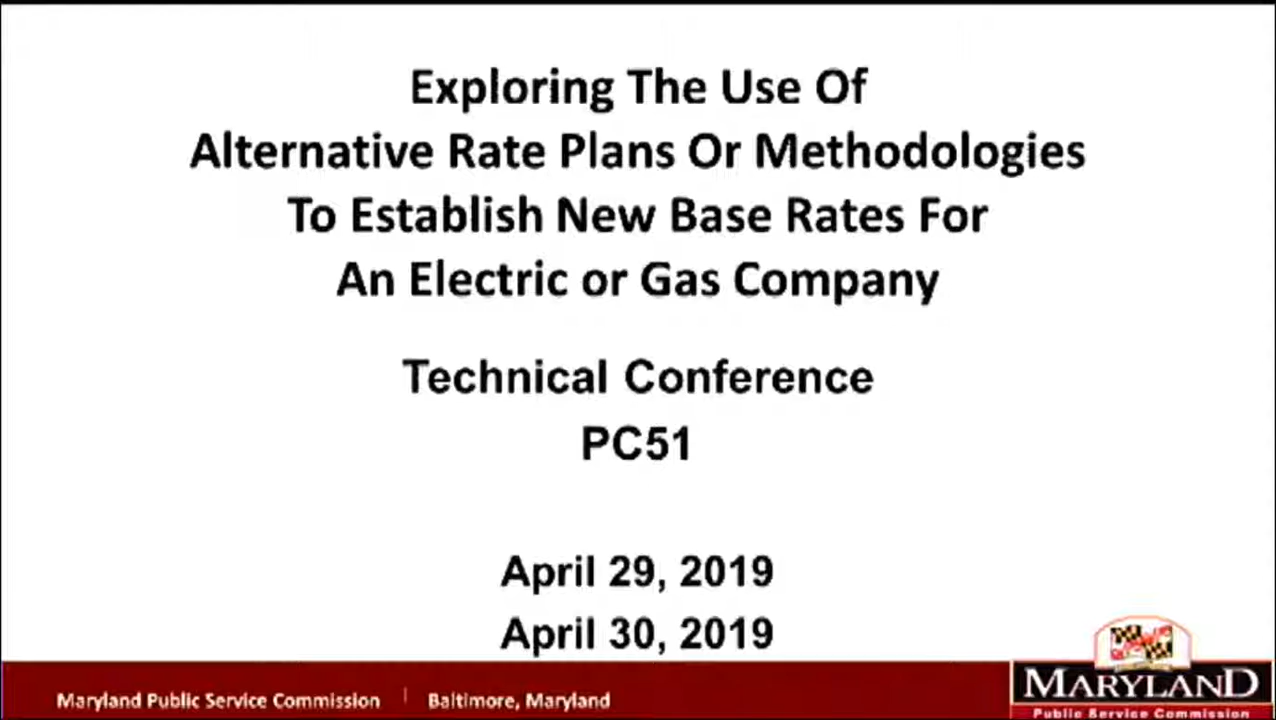 Exploring The Use Of
Alternative Rate Plans Or Methodologies
To Establish New Base Rates For
An Electric or Gas Company
Technical Conference
PC51
April 29, 2019
April 30, 2019
Maryland Public Service Commission | Baltimore, Maryland
MARYLAND
Public Service Commission